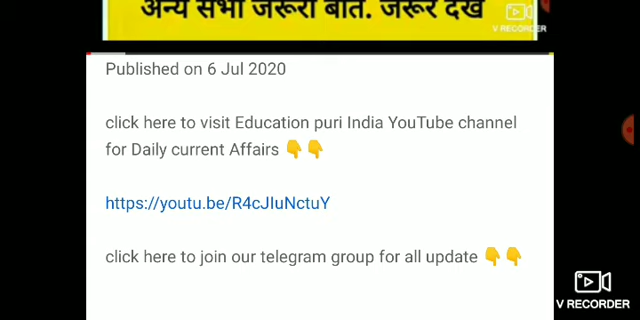 अन्य सभी जरूरी बातें. जरूर देखें
V RECORDER
Published on 6 Jul 2020
click here to visit Education puri India YouTube channel
for Daily current Affairs 👇👇
https://youtu.be/R4cJIuNctuY
click here to join our telegram group for all update 👇👇
V RECORDER